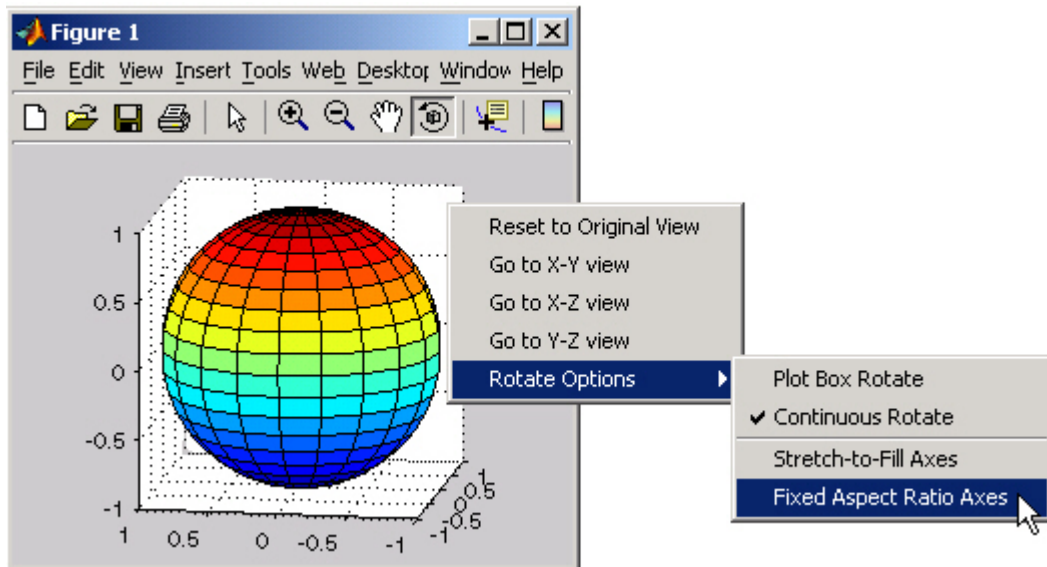 Figure 1
File Edit View Insert Tools Web Desktop Window Help
Reset to Original View
Go to X-Y view
Go to X-Z view
Go to Y-Z view
Rotate Options
Plot Box Rotate
Continuous Rotate
Stretch-to-Fill Axes
Fixed Aspect Ratio Axes
1
0.5
0
-0.5
-1
1 0.5 0 -0.5 -1
-1
-0.5
0
0.5
1